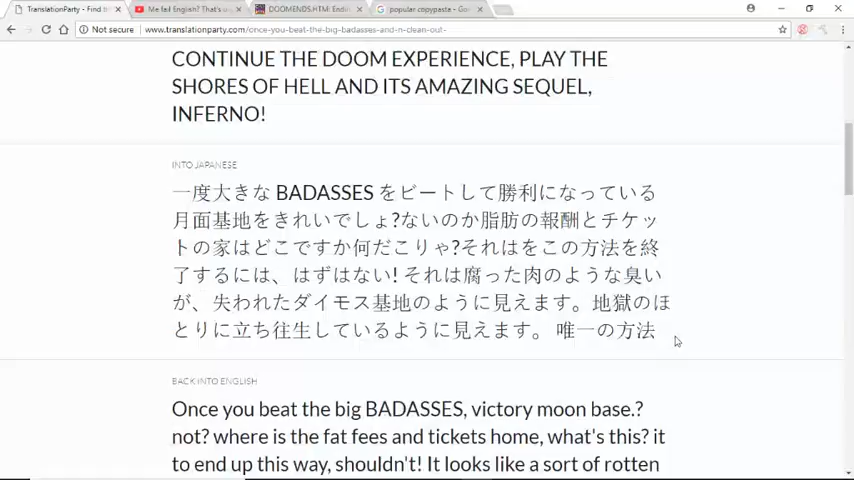 TranslationParty - Find t
Me fail English? That's u
DOOMENDS.HTM: Endin
popular copypasta - Go
Not secure
www.translationparty.com/once-you-beat-the-big-badasses-and-n-clean-out-
CONTINUE THE DOOM EXPERIENCE, PLAY THE
SHORES OF HELL AND ITS AMAZING SEQUEL,
INFERNO!
INTO JAPANESE
一度大きな BADASSES をビートして勝利になっている
月面基地をきれいでしょ?ないのか脂肪の報酬とチケッ
トの家はどこですか何だこりゃ?それはをこの方法を終
了するには、はずはない! それは腐った肉のような臭い
が、失われたダイモス基地のように見えます。地獄のほ
とりに立ち往生しているように見えます。 唯一の方法
BACK INTO ENGLISH
Once you beat the big BADASSES, victory moon base.?
not? where is the fat fees and tickets home, what's this? it
to end up this way, shouldn't! It looks like a sort of rotten